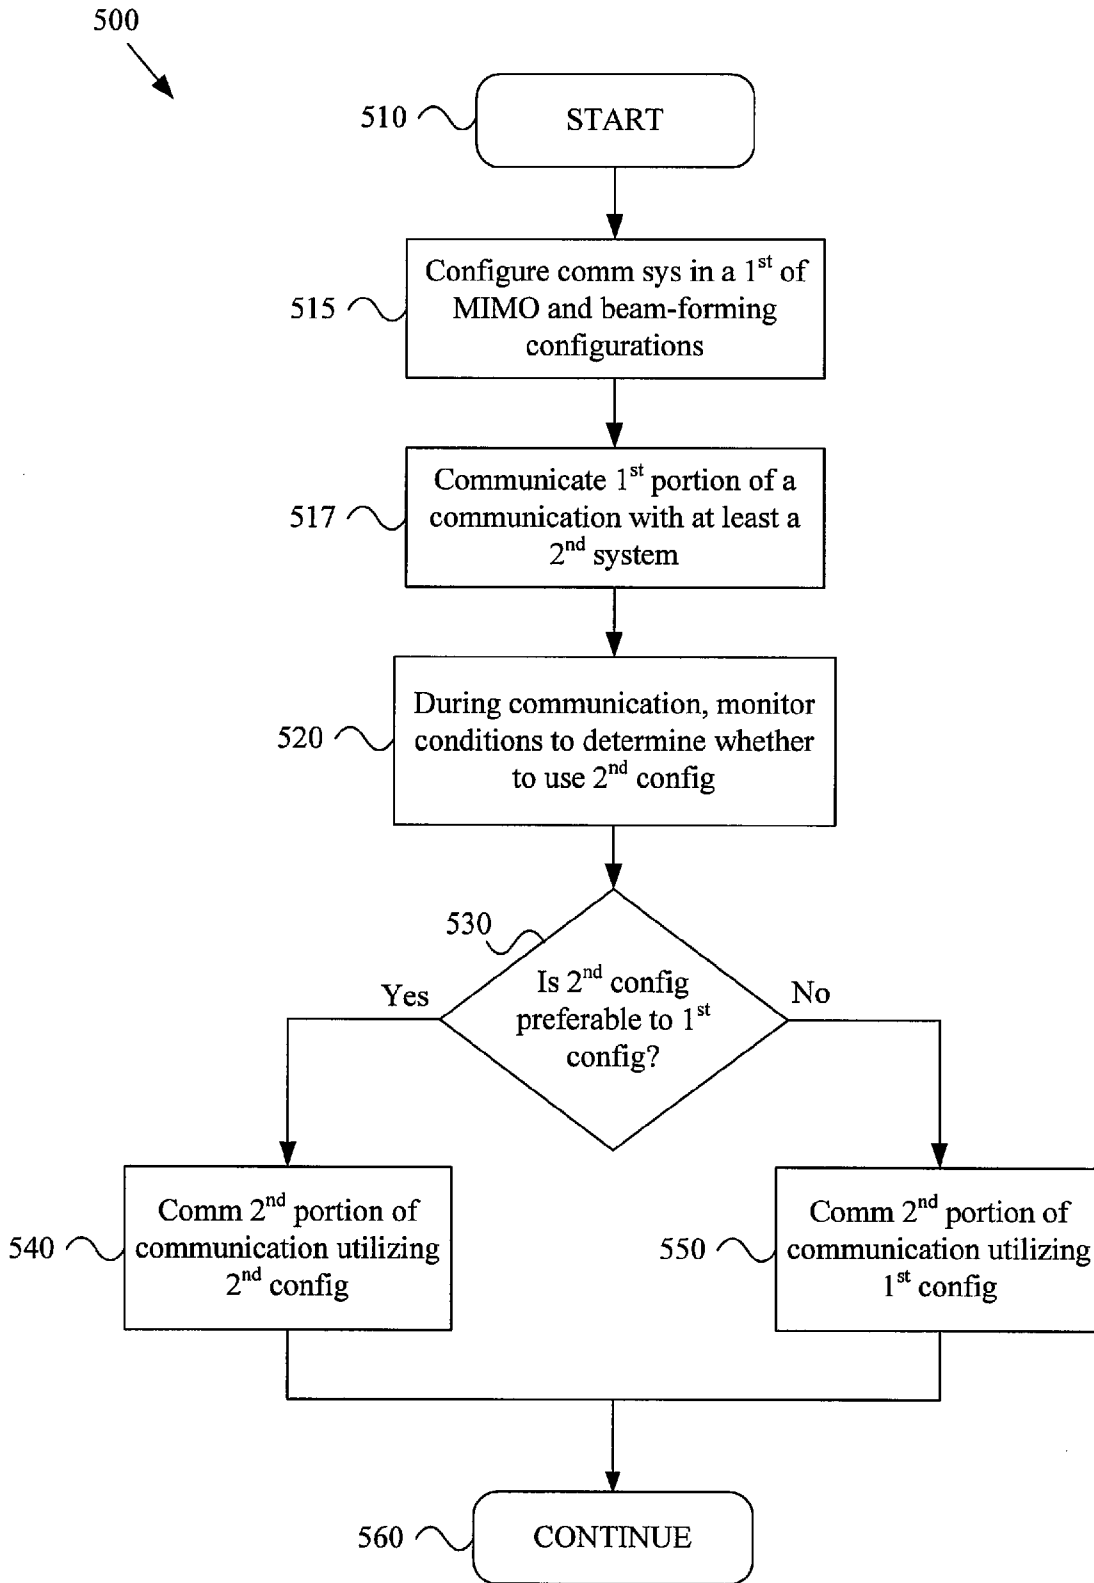 500
510
START
515
Configure comm sys in a 1st of
MIMO and beam-forming
configurations
517
Communicate 1st portion of a
communication with at least a
2nd system
520
During communication, monitor
conditions to determine whether
to use 2nd config
530
Is 2nd config
preferable to 1st
config?
Yes
No
540
Comm 2nd portion of
communication utilizing
2nd config
550
Comm 2nd portion of
communication utilizing
1st config
560
CONTINUE